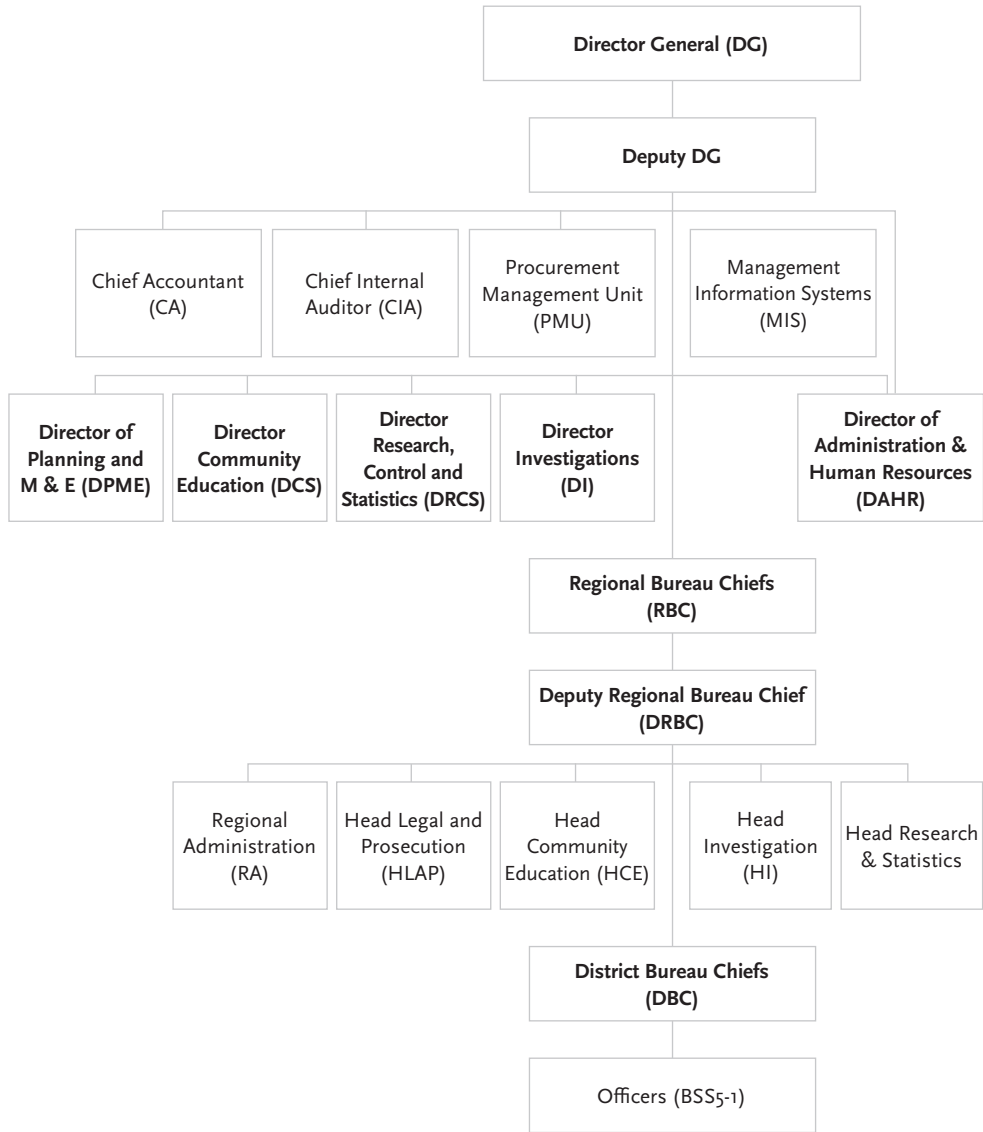 Director General (DG)
Deputy DG
Chief Accountant
(CA)
Chief Internal
Auditor (CIA)
Procurement
Management Unit
(PMU)
Management
Information Systems
(MIS)
Director of
Planning and
M & E (DPME)
Director
Community
Education (DCS)
Director
Research,
Control and
Statistics (DRCS)
Director
Investigations
(DI)
Director of
Administration &
Human Resources
(DAHR)
Regional Bureau Chiefs
(RBC)
Deputy Regional Bureau Chief
(DRBC)
Regional
Administration
(RA)
Head Legal and
Prosecution
(HLAP)
Head
Community
Education (HCE)
Head
Investigation
(HI)
Head Research
& Statistics
District Bureau Chiefs
(DBC)
Officers (BSS5-1)